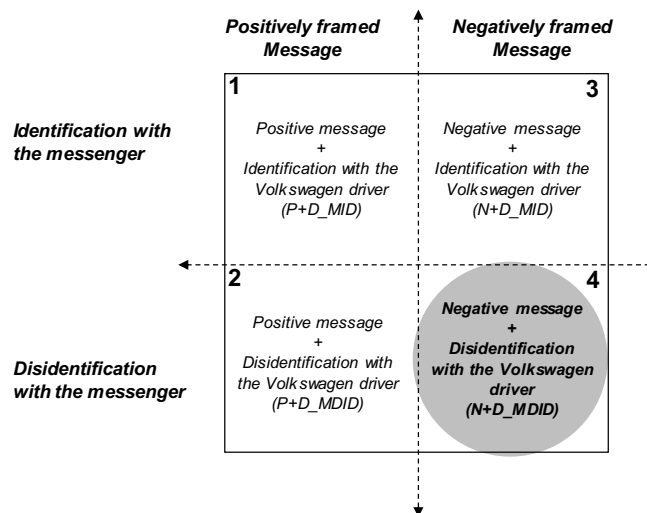 Positively framed
Message
Negatively framed
Message
Identification with
the messenger
1
Positive message
+
Identification with the
Volkswagen driver
(P+D_MID)
3
Negative message
+
Identification with the
Volkswagen driver
(N+D_MID)
Disidentification
with the messenger
2
Positive message
+
Disidentification with
the Volkswagen driver
(P+D_MDID)
4
Negative message
+
Disidentification
with the Volkswagen
driver
(N+D_MDID)